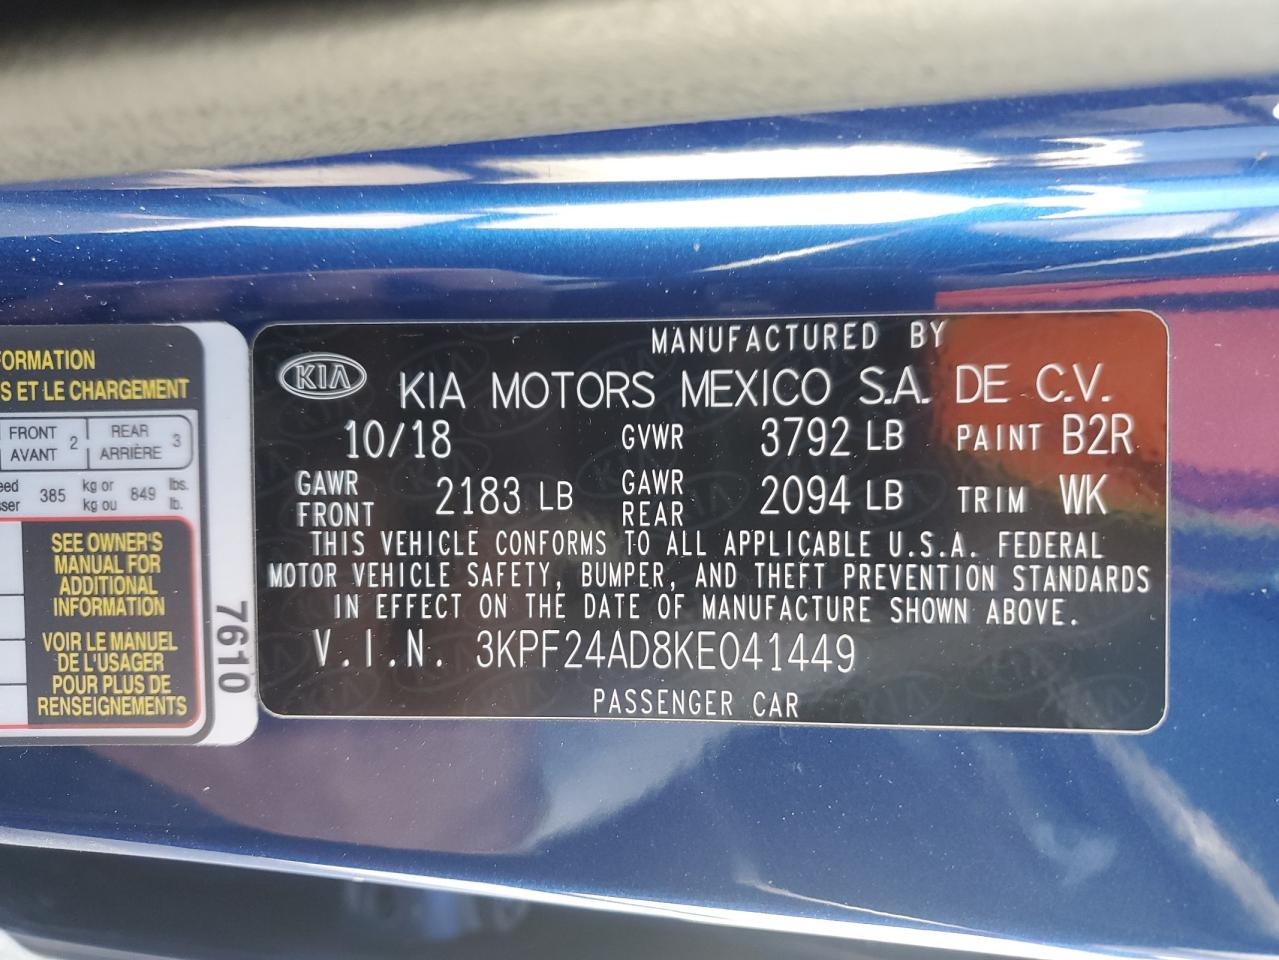 FORMATION
S ET LE CHARGEMENT
FRONT 2 REAR 3
AVANT ARRIÈRE
eed 385 kg or 849 lbs.
sser kg ou lb.
SEE OWNER'S
MANUAL FOR
ADDITIONAL
INFORMATION
VOIR LE MANUEL
DE L'USAGER
POUR PLUS DE
RENSEIGNEMENTS
7610
MANUFACTURED BY
KIA KIA MOTORS MEXICO S.A. DE C.V.
10/18 GVWR 3792 LB PAINT B2R
GAWR FRONT 2183 LB GAWR REAR 2094 LB TRIM WK
THIS VEHICLE CONFORMS TO ALL APPLICABLE U.S.A. FEDERAL
MOTOR VEHICLE SAFETY, BUMPER, AND THEFT PREVENTION STANDARDS
IN EFFECT ON THE DATE OF MANUFACTURE SHOWN ABOVE.
V.I.N. 3KPF24AD8KE041449
PASSENGER CAR